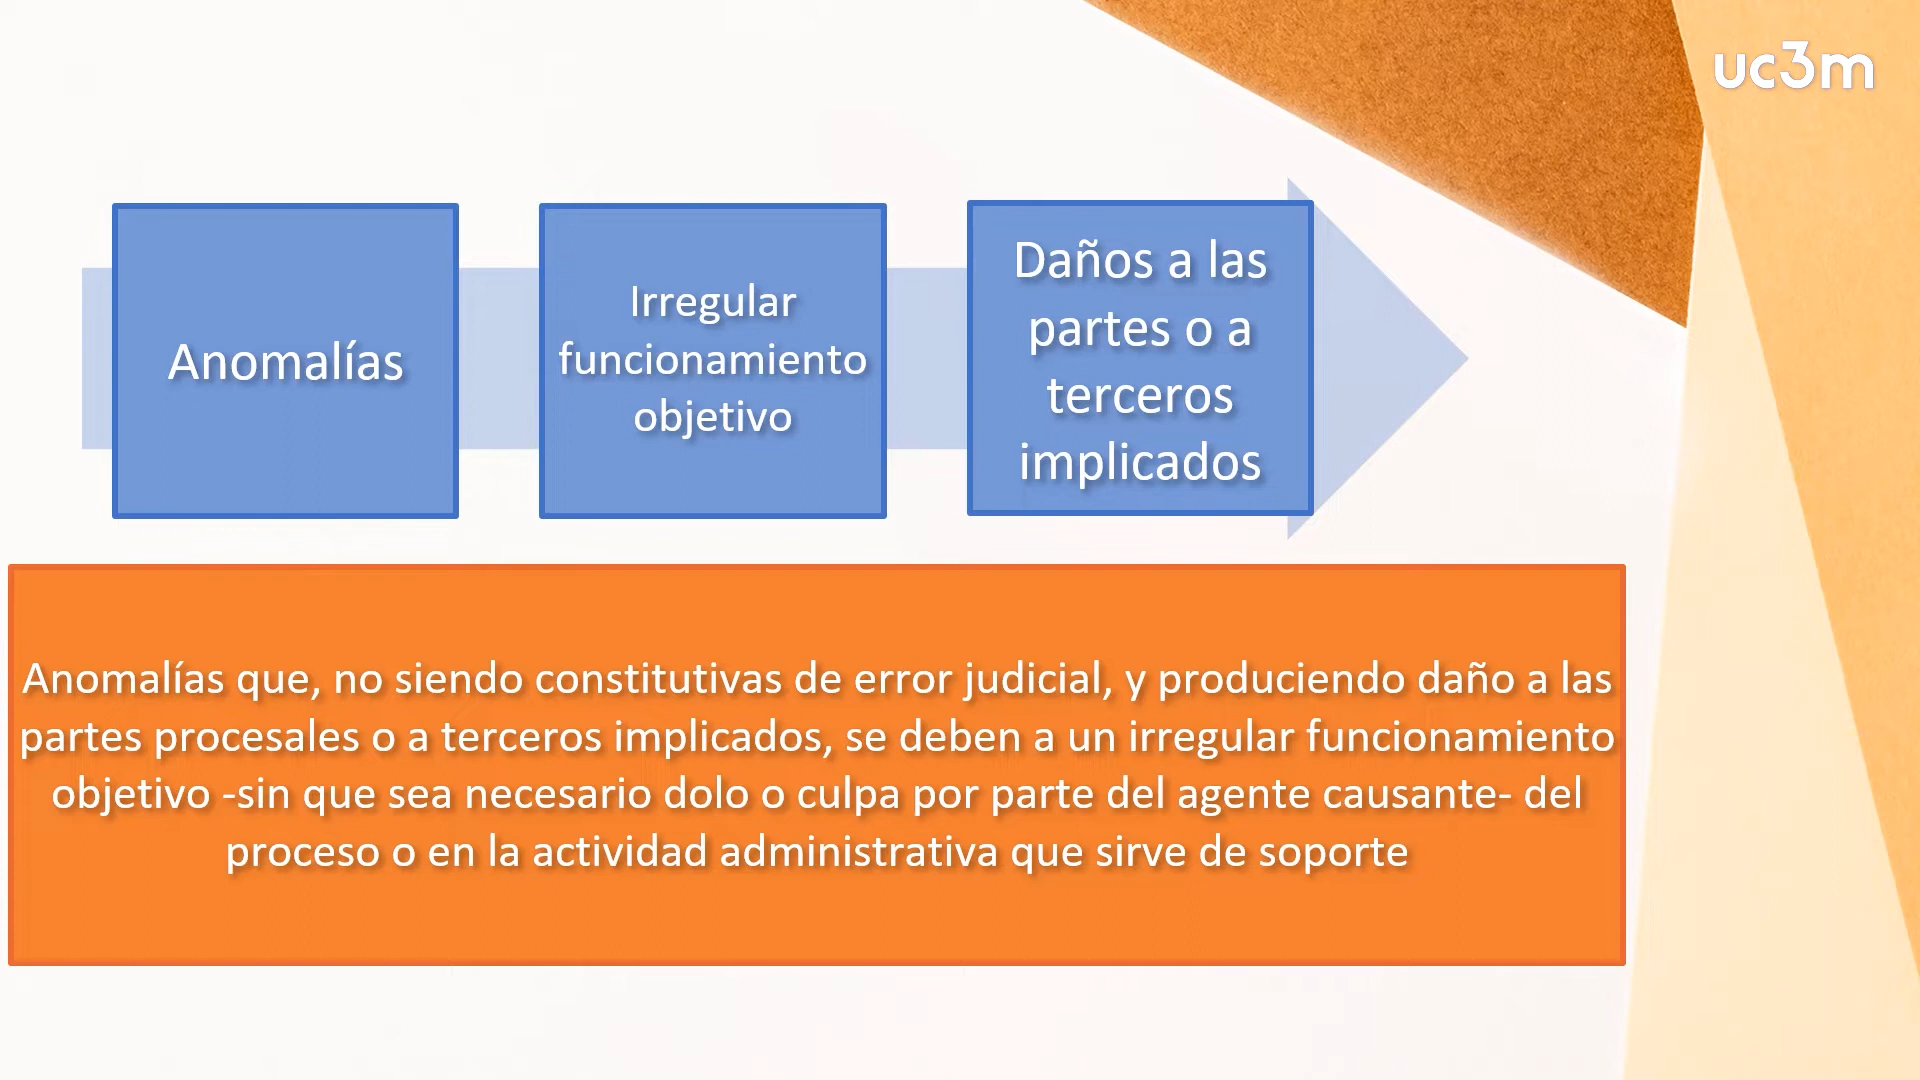 uc3m
Anomalías
Irregular
funcionamiento
objetivo
Daños a las
partes o a
terceros
implicados
Anomalías que, no siendo constitutivas de error judicial, y produciendo daño a las
partes procesales o a terceros implicados, se deben a un irregular funcionamiento
objetivo -sin que sea necesario dolo o culpa por parte del agente causante- del
proceso o en la actividad administrativa que sirve de soporte